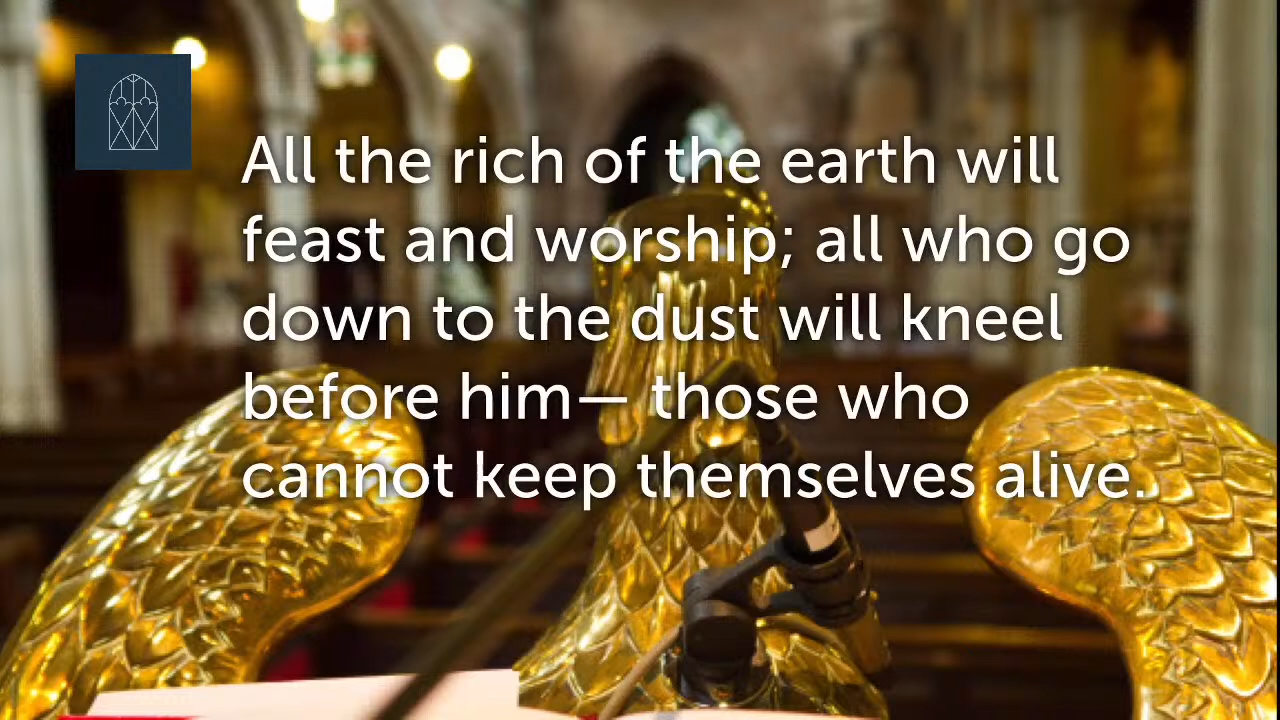 All the rich of the earth will
feast and worship; all who go
down to the dust will kneel
before him— those who
cannot keep themselves alive.